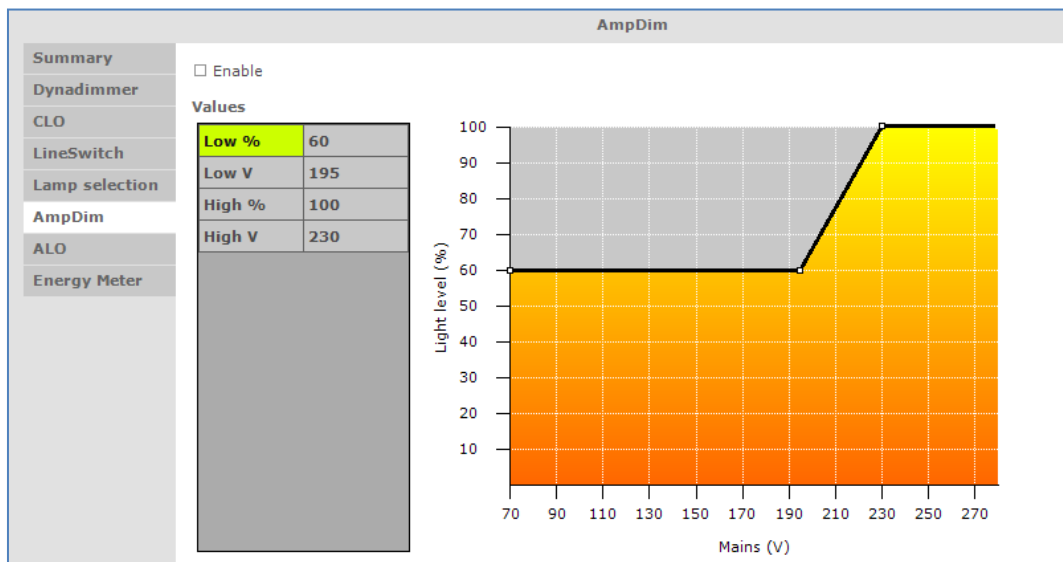 AmpDim
Summary
Dynadimmer
CLO
LineSwitch
Lamp selection
AmpDim
ALO
Energy Meter
Enable
Values
Low % 60
Low V 195
High % 100
High V 230
Light level (%)
100
90
80
70
60
50
40
30
20
10
70 90 110 130 150 170 190 210 230 250 270
Mains (V)